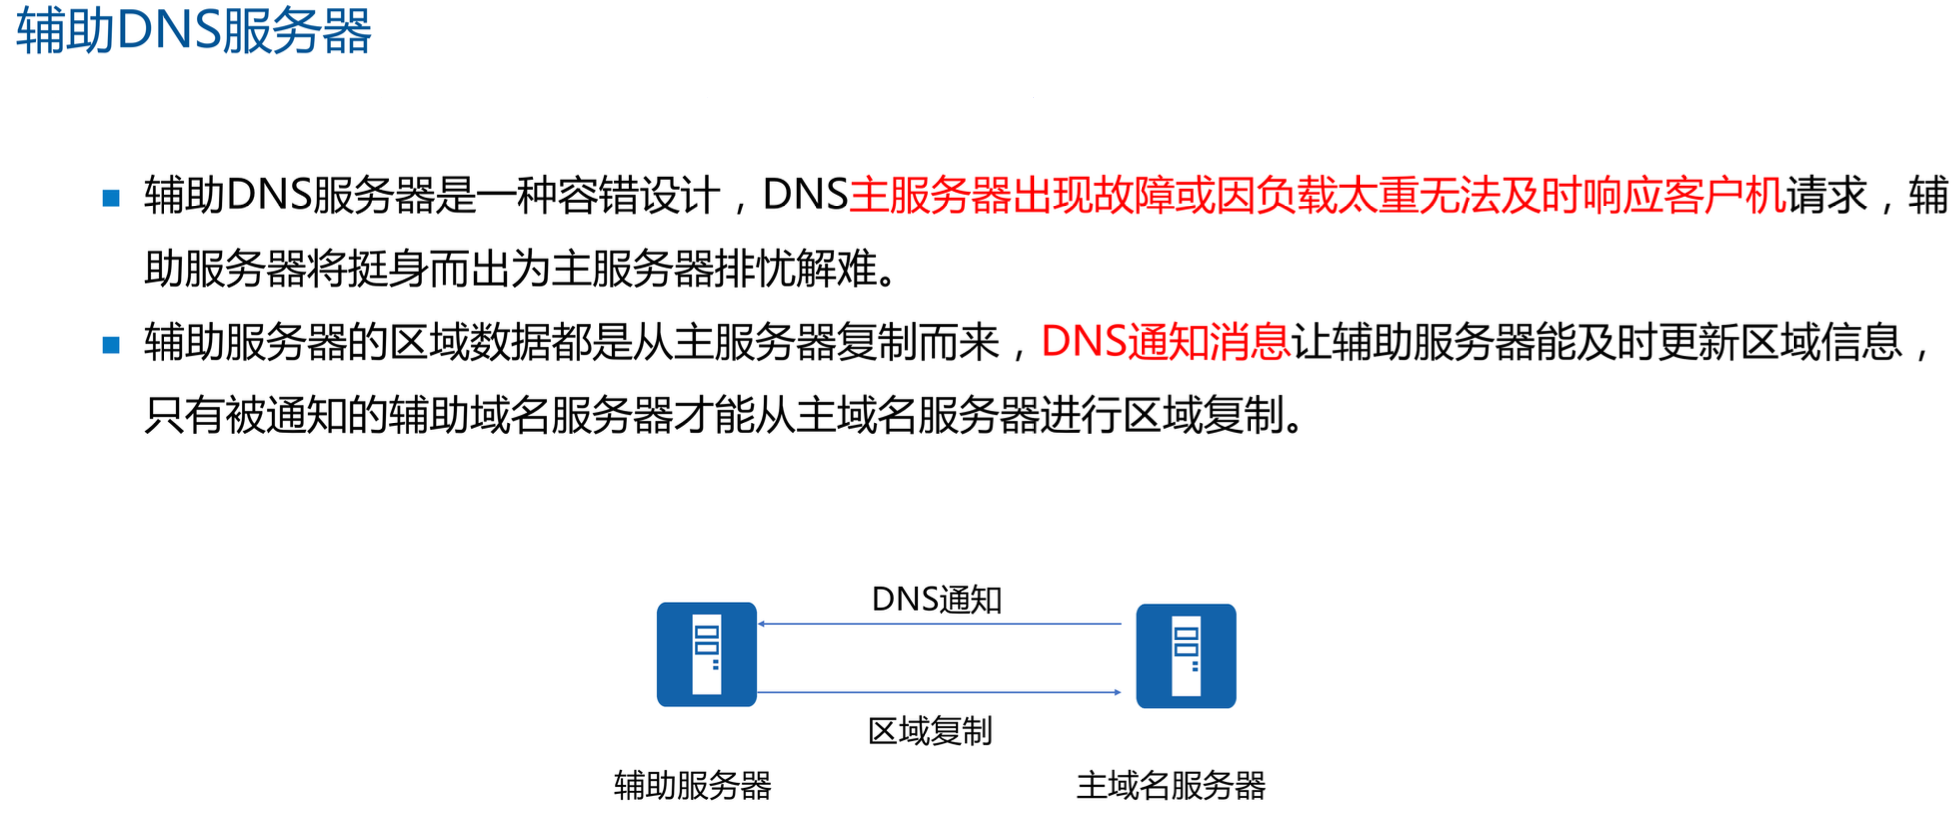 辅助DNS服务器
辅助DNS服务器是一种容错设计，DNS主服务器出现故障或因负载太重无法及时响应客户机请求，辅
助服务器将挺身而出为主服务器排忧解难。
辅助服务器的区域数据都是从主服务器复制而来，DNS通知消息让辅助服务器能及时更新区域信息，
只有被通知的辅助域名服务器才能从主域名服务器进行区域复制。
DNS通知
区域复制
辅助服务器
主域名服务器